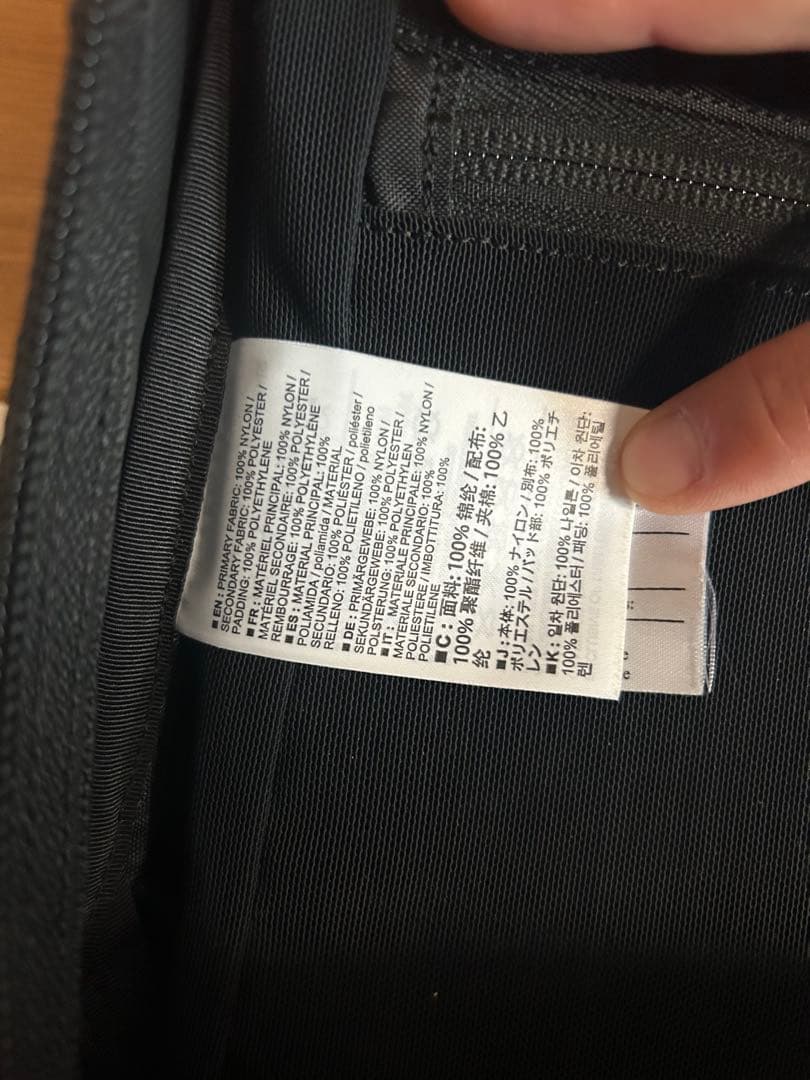 ■ EN : PRIMARY FABRIC: 100% NYLON /
SECONDARY FABRIC: 100% POLYESTER /
PADDING: 100% POLYETHYLENE
■ FR : MATÉRIEL PRINCIPAL: 100% NYLON /
MATÉRIEL SECONDAIRE: 100% POLYESTER /
REMBOURRAGE: 100% POLYETHYLÈNE
■ ES : MATERIAL PRINCIPAL: 100%
POLIAMIDA / poliamida / MATERIAL
SECUNDARIO: 100% POLIÉSTER / poliéster /
RELLENO: 100% POLIETILENO / polietileno
■ DE : PRIMÄRGEWEBE: 100% NYLON /
SEKUNDARGEWEBE: 100% POLYESTER /
POLSTERUNG: 100% POLYETHYLEN
■ IT : MATERIALE PRINCIPALE: 100% NYLON /
MATERIALE SECONDARIO: 100%
POLIESTERE / IMBOTTITURA: 100%
POLIETILENE
■C : 面料: 100% 锦纶 / 配布:
100% 聚酯纤维 / 夹棉: 100% 乙
纶
■J : 本体: 100% ナイロン / 別布: 100%
ポリエステル / パッド部: 100% ポリエチ
レン
■K : 일차 원단: 100% 나일론 / 이차 원단:
100% 폴리에스터 / 패딩: 100% 폴리에틸
렌